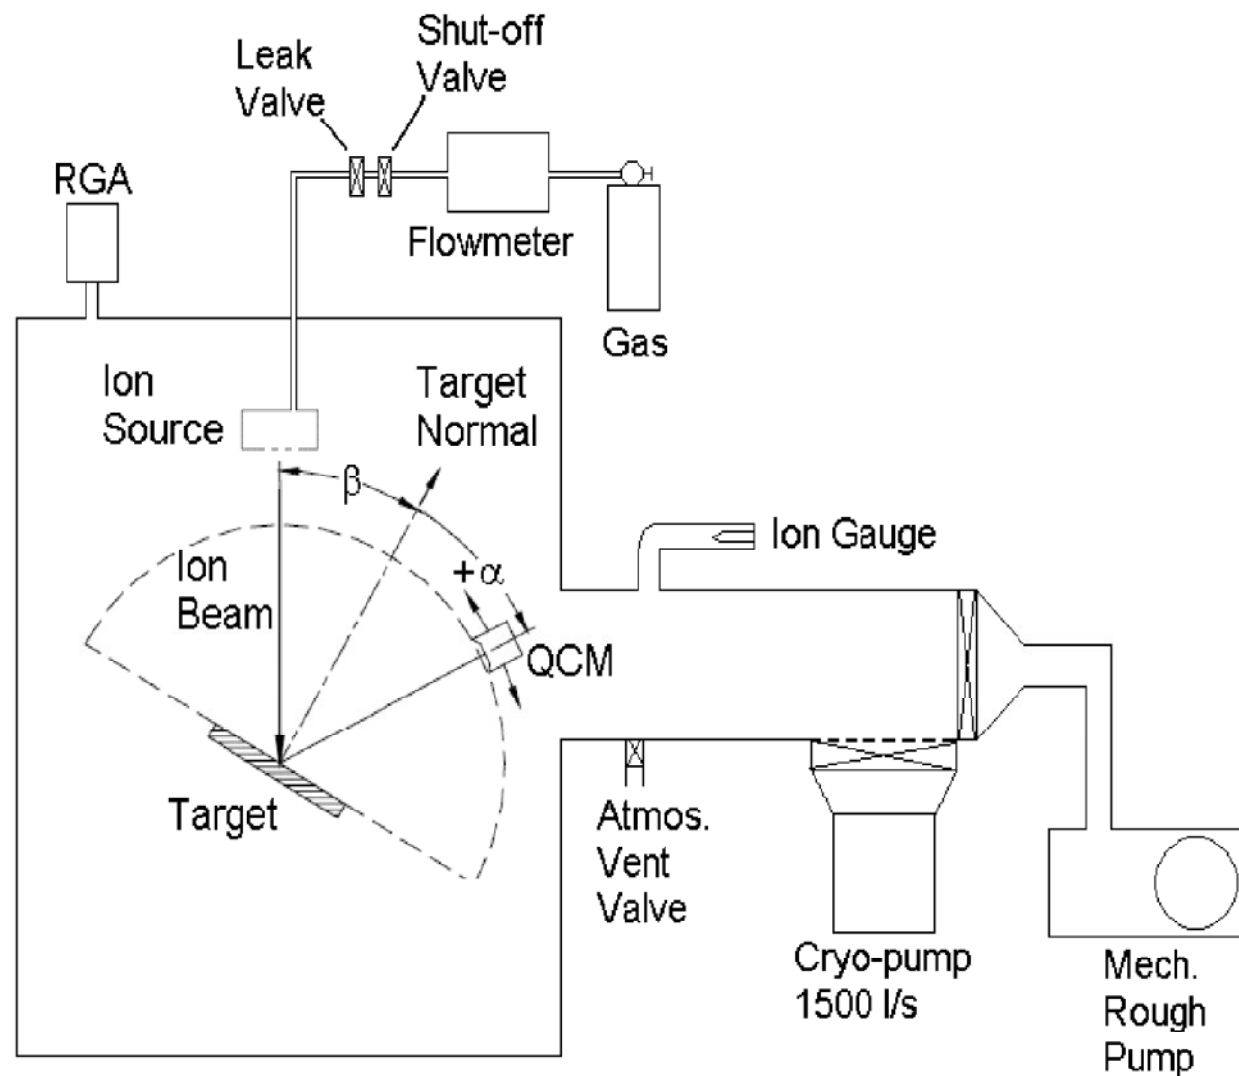 Shut-off
Valve
Leak
Valve
RGA
Flowmeter
Gas
Ion
Source
Target
Normal
β
Ion Gauge
Ion
Beam
+α
QCM
Target
Atmos.
Vent
Valve
Cryo-pump
1500 l/s
Mech.
Rough
Pump